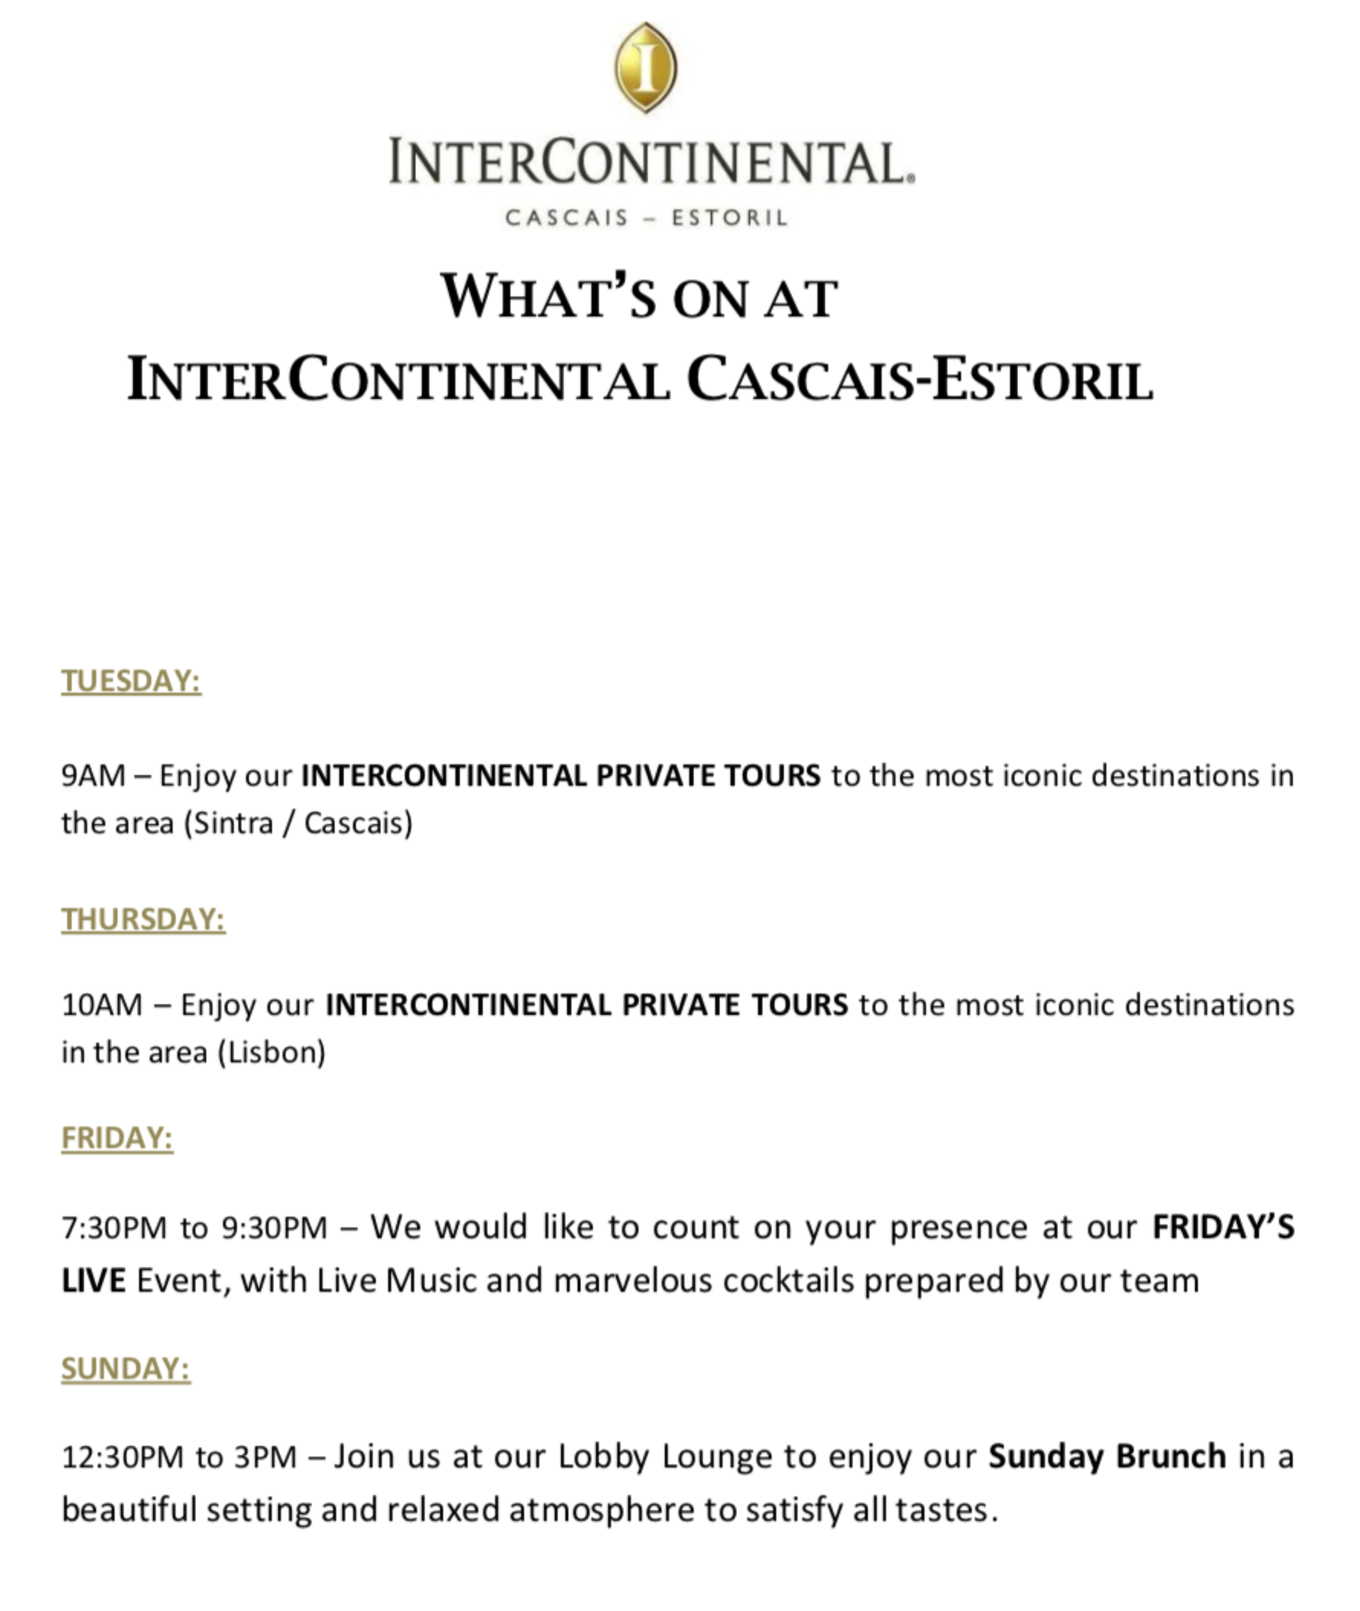 I
INTERCONTINENTAL®
CASCAIS – ESTORIL
WHAT'S ON AT
INTERCONTINENTAL CASCAIS-ESTORIL
TUESDAY:
9AM – Enjoy our INTERCONTINENTAL PRIVATE TOURS to the most iconic destinations in
the area (Sintra / Cascais)
THURSDAY:
10AM – Enjoy our INTERCONTINENTAL PRIVATE TOURS to the most iconic destinations
in the area (Lisbon)
FRIDAY:
7:30PM to 9:30PM – We would like to count on your presence at our FRIDAY'S
LIVE Event, with Live Music and marvelous cocktails prepared by our team
SUNDAY:
12:30PM to 3PM – Join us at our Lobby Lounge to enjoy our Sunday Brunch in a
beautiful setting and relaxed atmosphere to satisfy all tastes.